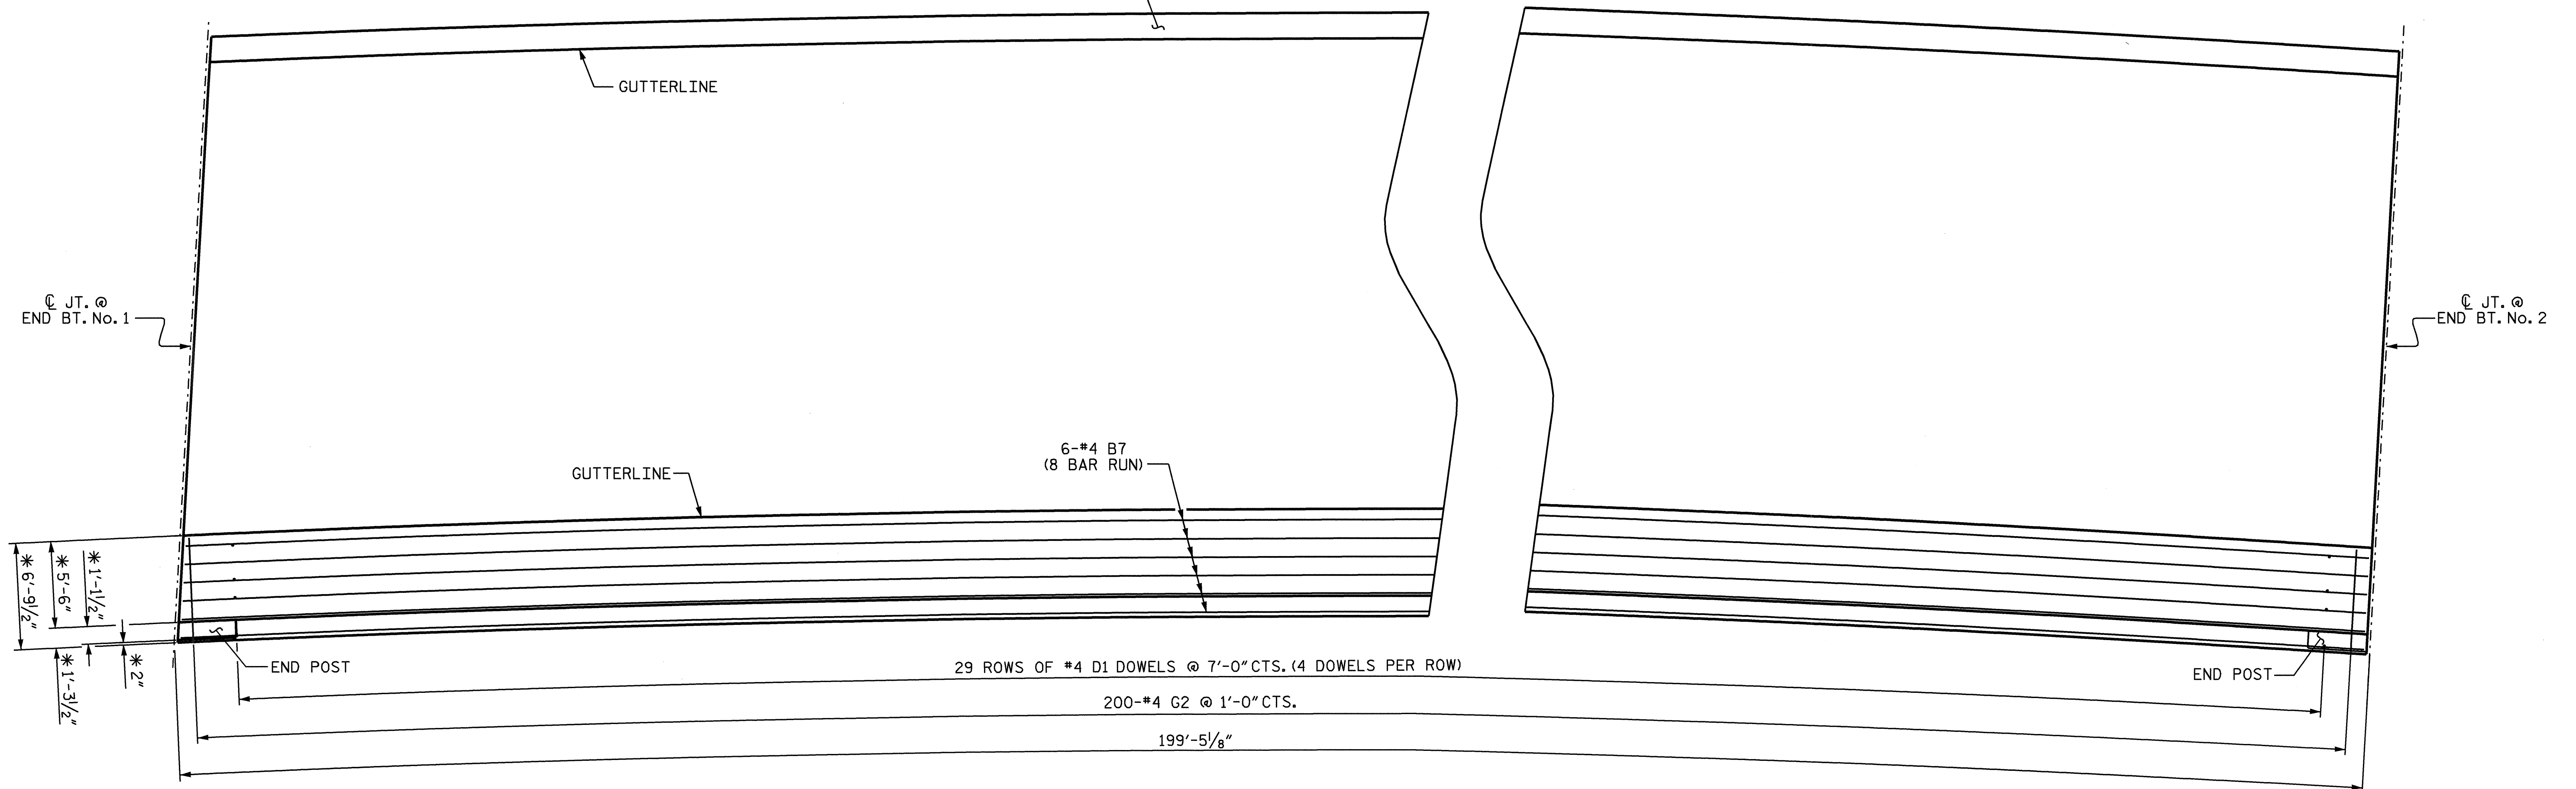 GUTTERLINE
℄ JT. @
END BT. No. 1
℄ JT. @
END BT. No. 2
6-#4 B7
(8 BAR RUN)
GUTTERLINE
* 6'-9½"
* 5'-6"
* 1'-1½"
* 2"
* 1'-3½"
END POST
END POST
29 ROWS OF #4 D1 DOWELS @ 7'-0" CTS. (4 DOWELS PER ROW)
200-#4 G2 @ 1'-0" CTS.
199'-5⅛"